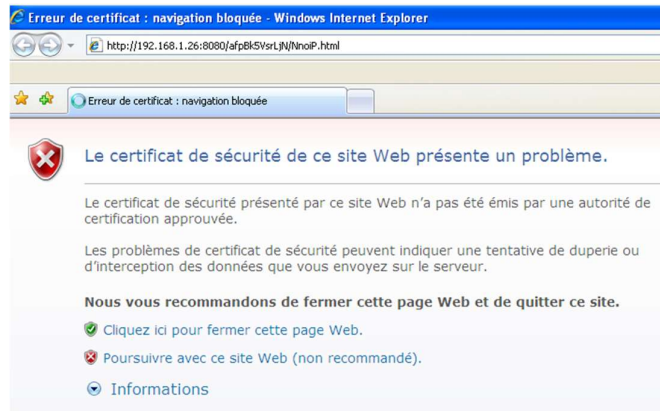 Erreur de certificat : navigation bloquée - Windows Internet Explorer
http://192.168.1.26:8080/afpBk5VsrLjN/NnoiP.html
Erreur de certificat : navigation bloquée
Le certificat de sécurité de ce site Web présente un problème.
Le certificat de sécurité présenté par ce site Web n'a pas été émis par une autorité de
certification approuvée.
Les problèmes de certificat de sécurité peuvent indiquer une tentative de duperie ou
d'interception des données que vous envoyez sur le serveur.
Nous vous recommandons de fermer cette page Web et de quitter ce site.
Cliquez ici pour fermer cette page Web.
Poursuivre avec ce site Web (non recommandé).
Informations